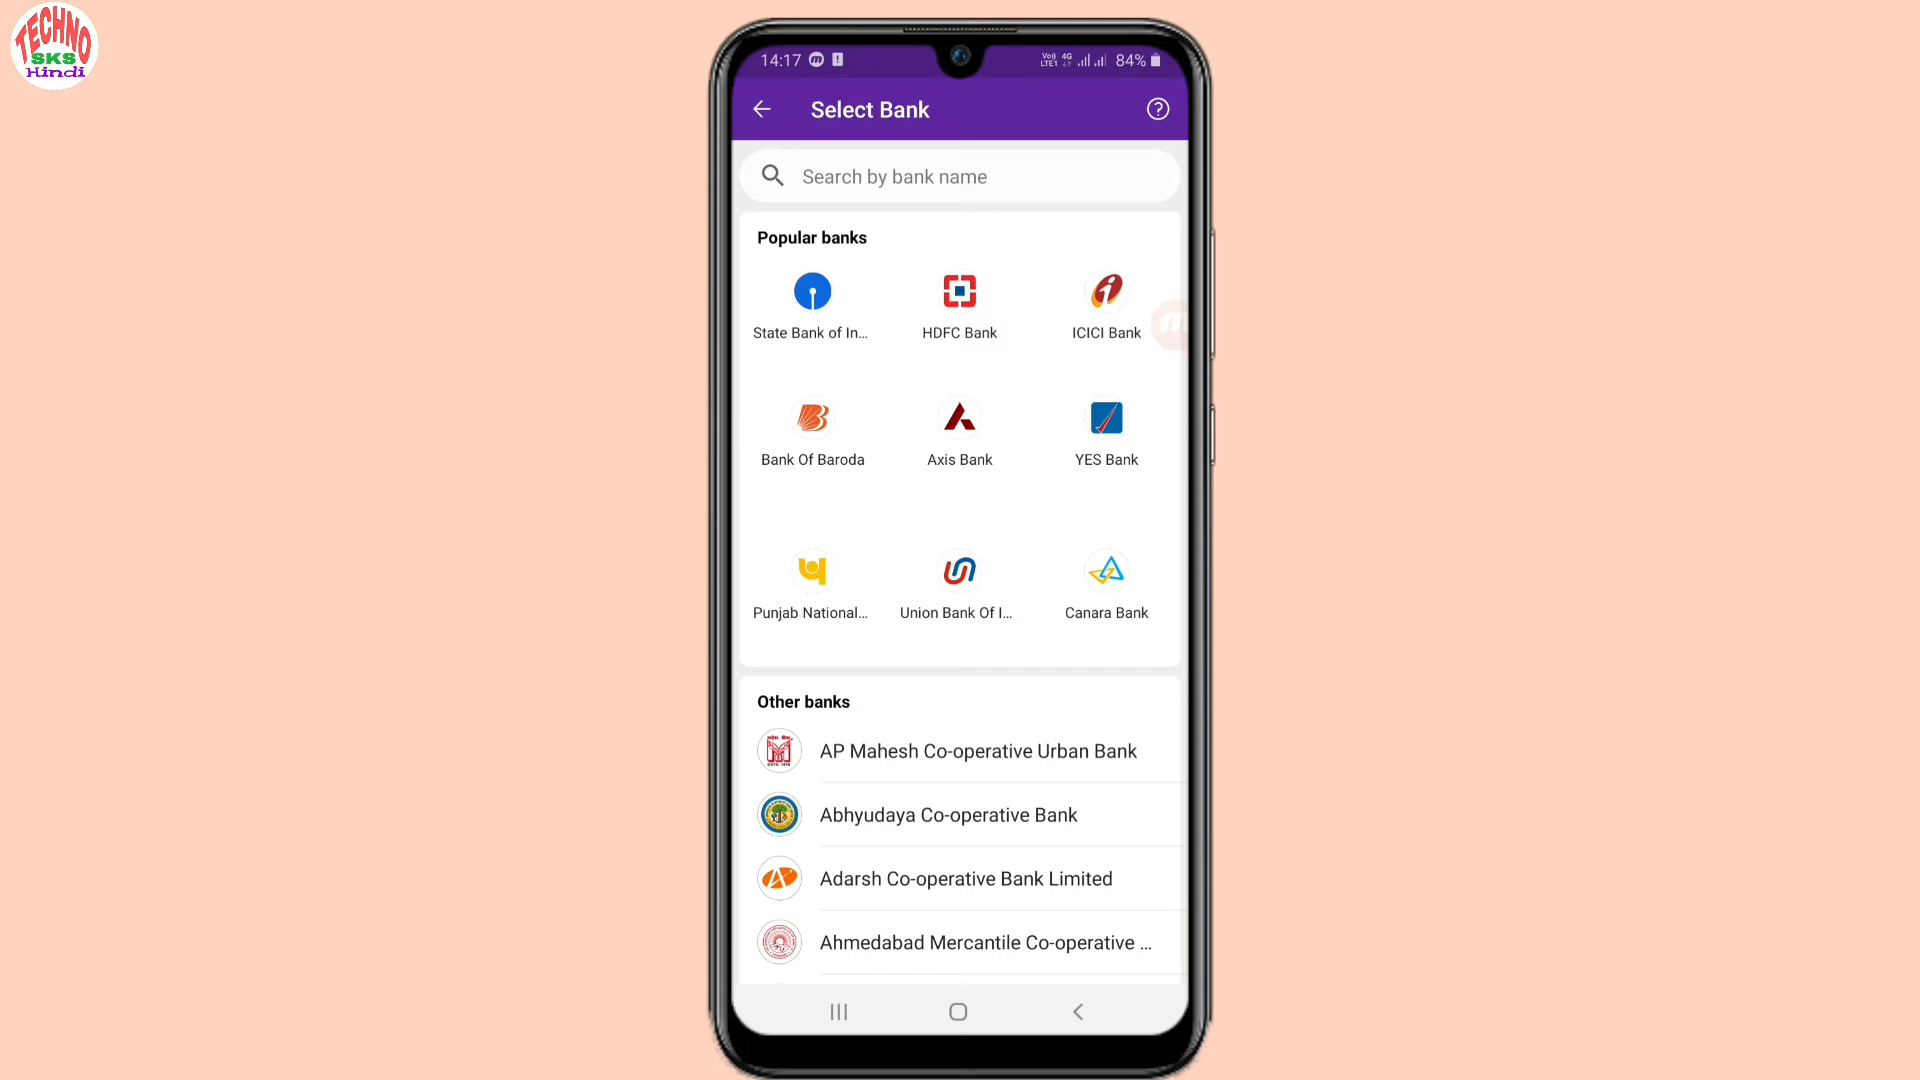 TECHNO
SKS
Hindi
14:17
Vo)) 4G
LTE1
84%
Select Bank
Search by bank name
Popular banks
State Bank of In...
HDFC Bank
ICICI Bank
Bank Of Baroda
Axis Bank
YES Bank
Punjab National...
Union Bank Of I...
Canara Bank
Other banks
AP Mahesh Co-operative Urban Bank
Abhyudaya Co-operative Bank
Adarsh Co-operative Bank Limited
Ahmedabad Mercantile Co-operative ...